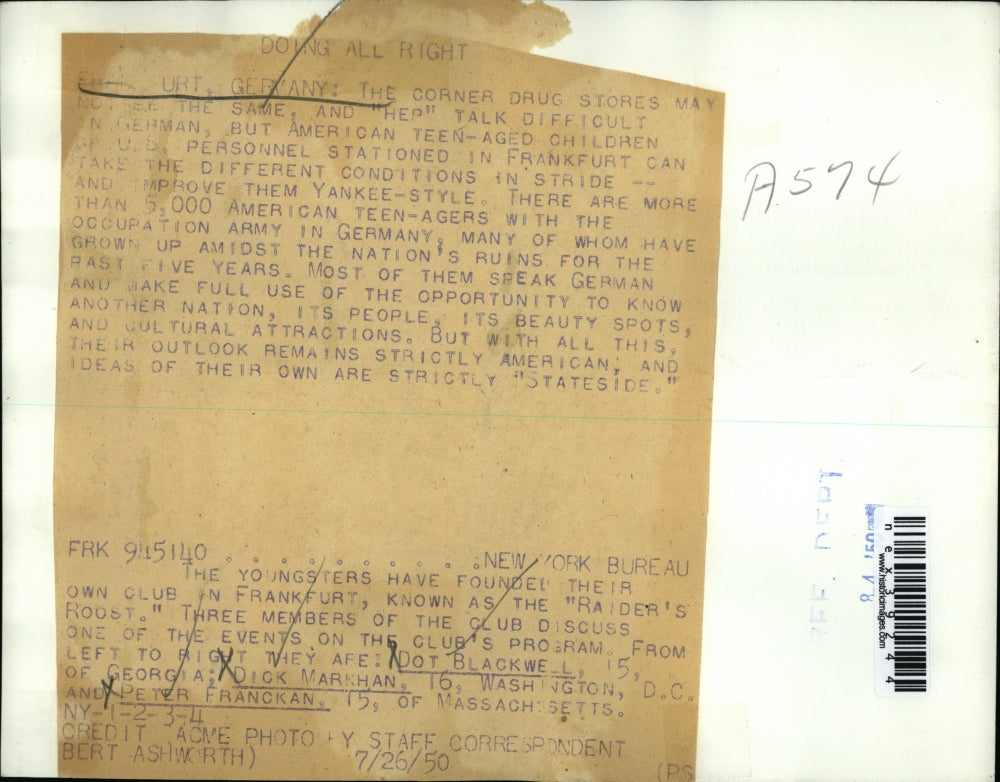 DOING ALL RIGHT
URT, GERMANY: THE CORNER DRUG STORES MAY
NOT BE THE SAME, AND "HEP" TALK DIFFICULT
IN GERMAN, BUT AMERICAN TEEN-AGED CHILDREN
OF U.S. PERSONNEL STATIONED IN FRANKFURT CAN
TAKE THE DIFFERENT CONDITIONS IN STRIDE --
AND IMPROVE THEM YANKEE-STYLE. THERE ARE MORE
THAN 5,000 AMERICAN TEEN-AGERS WITH THE
OCCUPATION ARMY IN GERMANY, MANY OF WHOM HAVE
GROWN UP AMIDST THE NATION'S RUINS FOR THE
PAST FIVE YEARS. MOST OF THEM SPEAK GERMAN
AND MAKE FULL USE OF THE OPPORTUNITY TO KNOW
ANOTHER NATION, ITS PEOPLE, ITS BEAUTY SPOTS,
AND CULTURAL ATTRACTIONS. BUT WITH ALL THIS,
THEIR OUTLOOK REMAINS STRICTLY AMERICAN, AND
IDEAS OF THEIR OWN ARE STRICTLY "STATESIDE."
A574
FRK 945140 . . . . . . . . . . NEW YORK BUREAU
THE YOUNGSTERS HAVE FOUNDED THEIR
OWN CLUB IN FRANKFURT, KNOWN AS THE "RAIDER'S
ROOST." THREE MEMBERS OF THE CLUB DISCUSS
ONE OF THE EVENTS ON THE CLUB'S PROGRAM. FROM
LEFT TO RIGHT THEY ARE: DOT BLACKWELL, 15,
OF GEORGIA; DICK MARKHAN, 16, WASHINGTON, D.C.
AND PETER FRANCKAN, 15, OF MASSACHUSETTS.
NY-1-2-3-4
CREDIT ACME PHOTO BY STAFF CORRESPONDENT
BERT ASHWORTH) 7/26/50 (PS
REF. DEPT
nex39244
www.historicimages.com